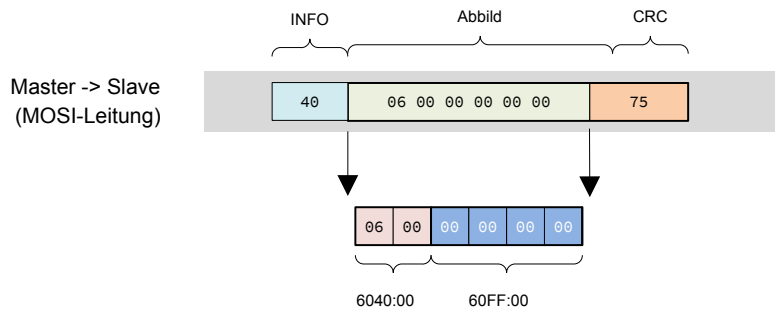 INFO Abbild CRC
Master -> Slave
(MOSI-Leitung)
40 06 00 00 00 00 00 75
06 00 00 00 00 00
6040:00 60FF:00